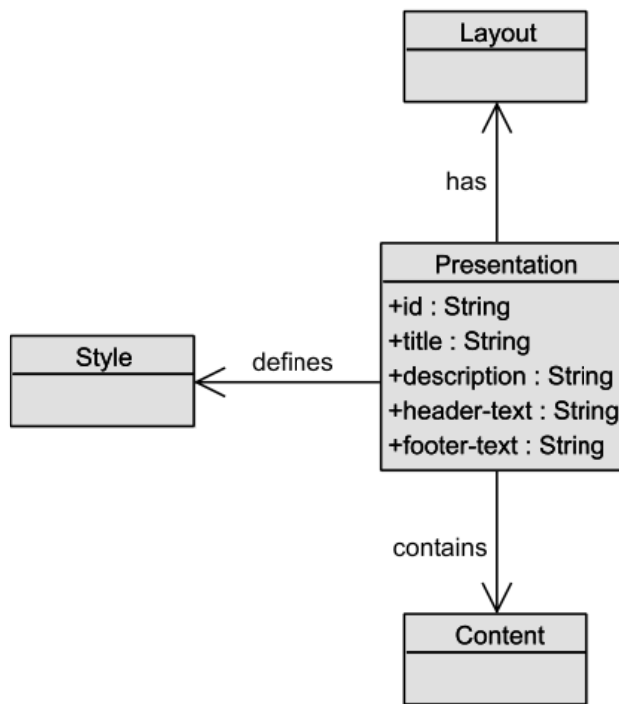 Layout
has
Presentation
+id : String
+title : String
+description : String
+header-text : String
+footer-text : String
Style
defines
contains
Content